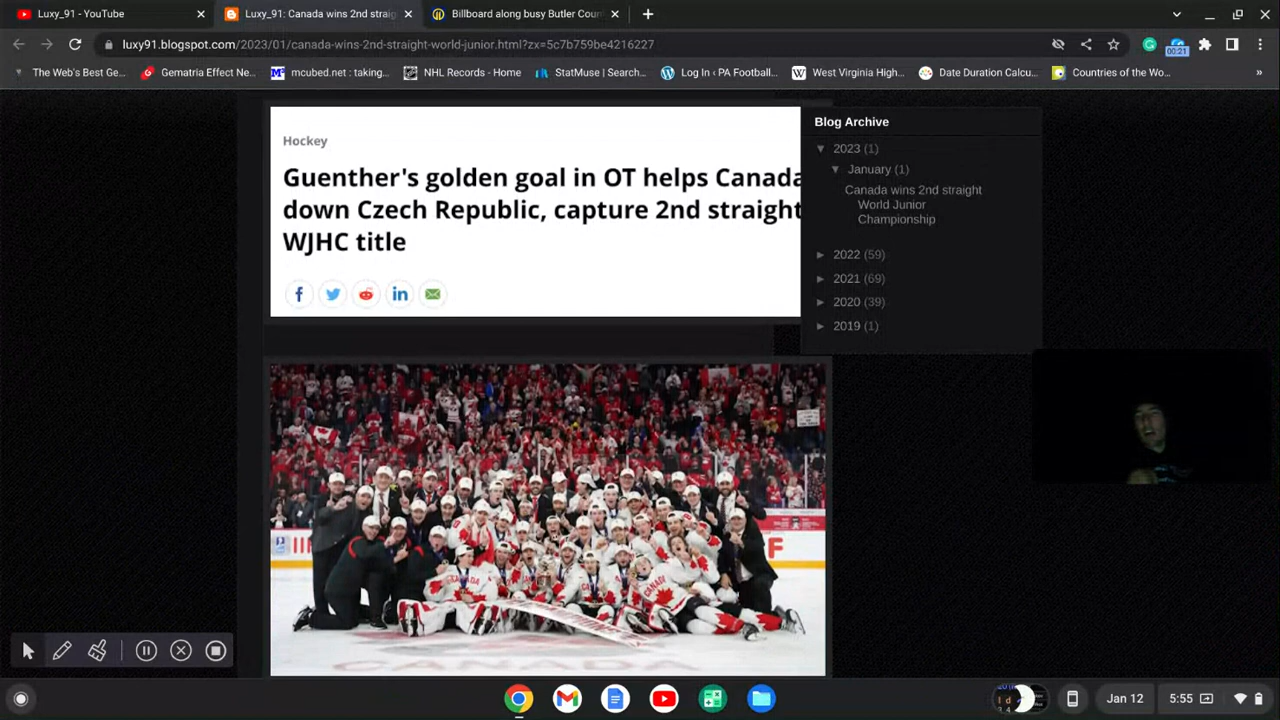 Luxy_91 - YouTube
Luxy_91: Canada wins 2nd straig
Billboard along busy Butler Coun
luxy91.blogspot.com/2023/01/canada-wins-2nd-straight-world-junior.html?zx=5c7b759be4216227
00:21
The Web's Best Ge...
Gematria Effect Ne...
mcubed.net : taking...
NHL Records - Home
StatMuse | Search...
Log In ‹ PA Football...
West Virginia High...
Date Duration Calcu...
Countries of the Wo...
»
Hockey
Guenther's golden goal in OT helps Canada
down Czech Republic, capture 2nd straight
WJHC title
Blog Archive
▼ 2023 (1)
▼ January (1)
Canada wins 2nd straight
World Junior
Championship
► 2022 (59)
► 2021 (69)
► 2020 (39)
► 2019 (1)
CANADA
Jan 12
5:55